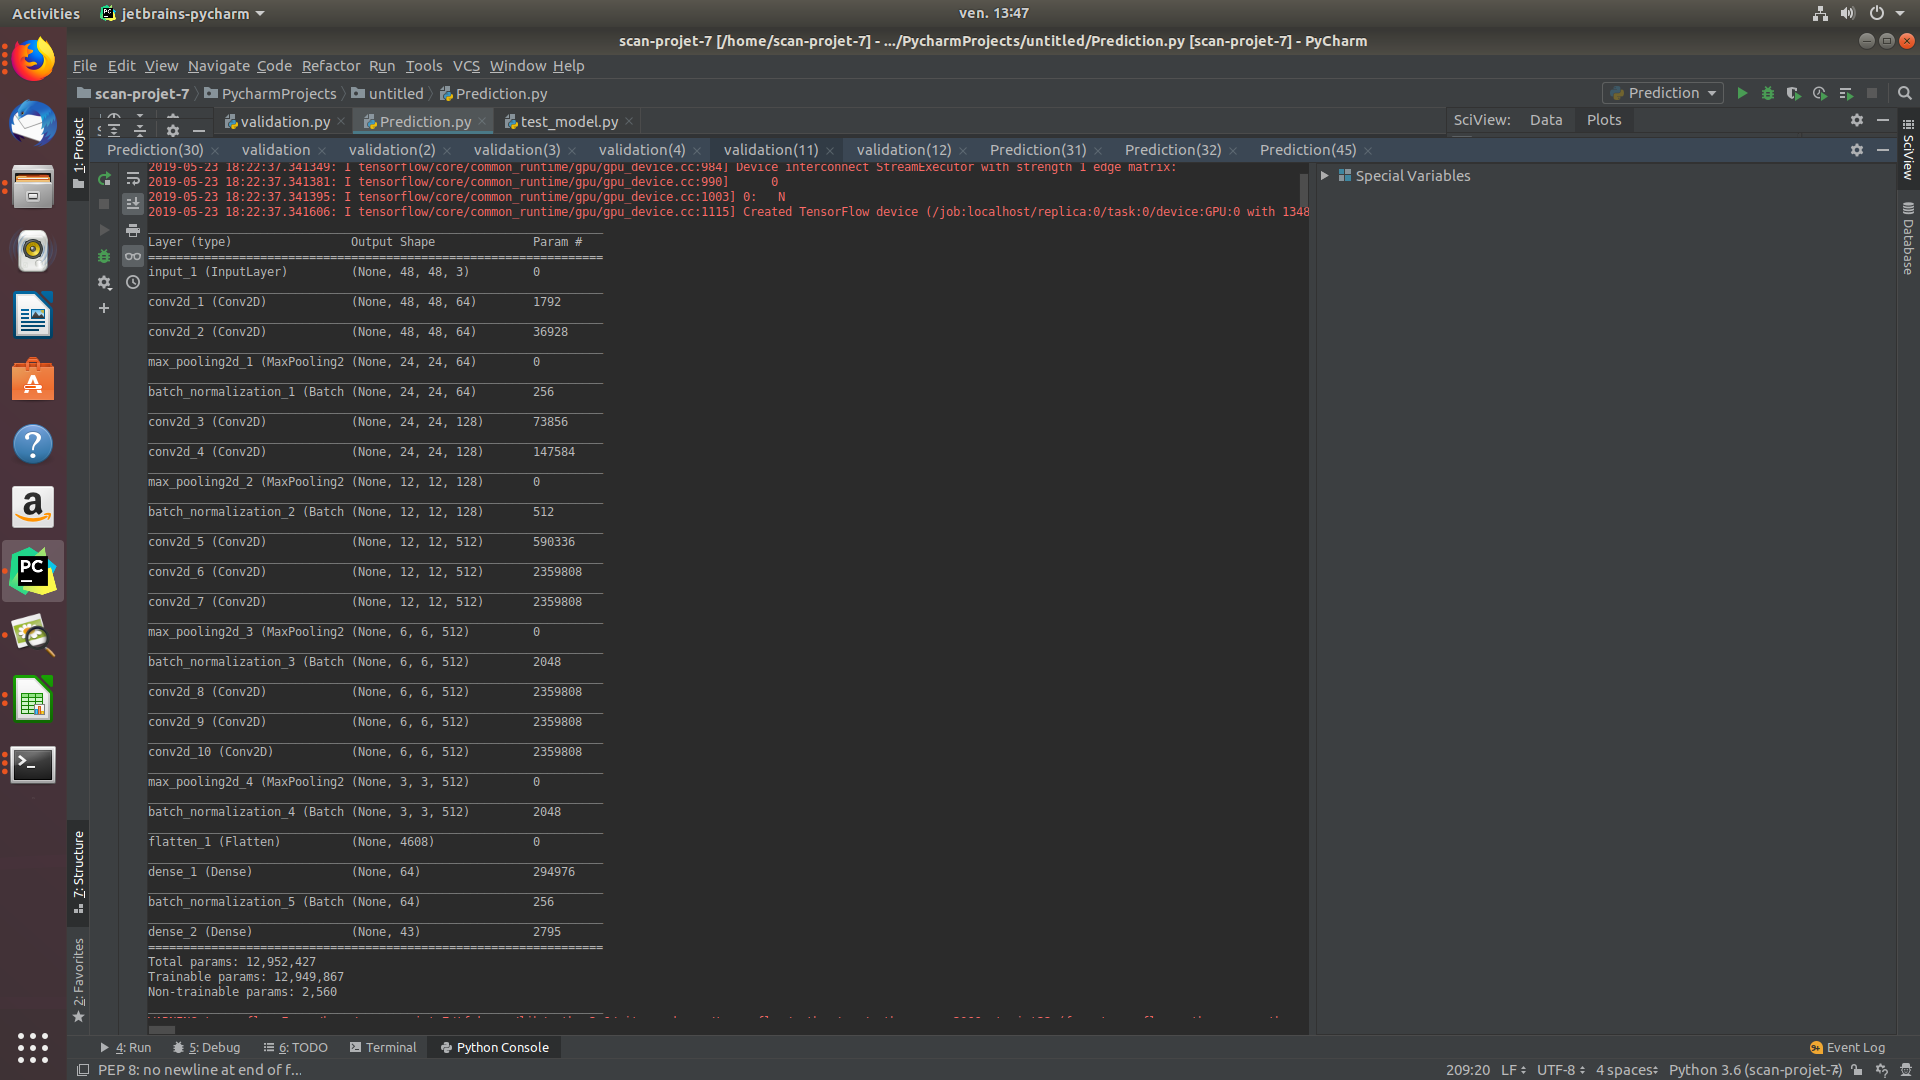 Activities
jetbrains-pycharm
ven. 13:47
scan-projet-7 [/home/scan-projet-7] - .../PycharmProjects/untitled/Prediction.py [scan-projet-7] - PyCharm
File Edit View Navigate Code Refactor Run Tools VCS Window Help
scan-projet-7 PycharmProjects untitled Prediction.py
Prediction
validation.py Prediction.py test_model.py
SciView: Data Plots
Prediction(30) validation validation(2) validation(3) validation(4) validation(11) validation(12) Prediction(31) Prediction(32) Prediction(45)
1: Project
7: Structure
2: Favorites
SciView
Database
Special Variables
2019-05-23 18:22:37.341349: I tensorflow/core/common_runtime/gpu/gpu_device.cc:984] Device interconnect StreamExecutor with strength 1 edge matrix:
2019-05-23 18:22:37.341381: I tensorflow/core/common_runtime/gpu/gpu_device.cc:990]      0
2019-05-23 18:22:37.341395: I tensorflow/core/common_runtime/gpu/gpu_device.cc:1003] 0:   N
2019-05-23 18:22:37.341606: I tensorflow/core/common_runtime/gpu/gpu_device.cc:1115] Created TensorFlow device (/job:localhost/replica:0/task:0/device:GPU:0 with 1348
Layer (type)                 Output Shape              Param #
=================================================================
input_1 (InputLayer)         (None, 48, 48, 3)         0
conv2d_1 (Conv2D)            (None, 48, 48, 64)        1792
conv2d_2 (Conv2D)            (None, 48, 48, 64)        36928
max_pooling2d_1 (MaxPooling2 (None, 24, 24, 64)        0
batch_normalization_1 (Batch (None, 24, 24, 64)        256
conv2d_3 (Conv2D)            (None, 24, 24, 128)       73856
conv2d_4 (Conv2D)            (None, 24, 24, 128)       147584
max_pooling2d_2 (MaxPooling2 (None, 12, 12, 128)       0
batch_normalization_2 (Batch (None, 12, 12, 128)       512
conv2d_5 (Conv2D)            (None, 12, 12, 512)       590336
conv2d_6 (Conv2D)            (None, 12, 12, 512)       2359808
conv2d_7 (Conv2D)            (None, 12, 12, 512)       2359808
max_pooling2d_3 (MaxPooling2 (None, 6, 6, 512)         0
batch_normalization_3 (Batch (None, 6, 6, 512)         2048
conv2d_8 (Conv2D)            (None, 6, 6, 512)         2359808
conv2d_9 (Conv2D)            (None, 6, 6, 512)         2359808
conv2d_10 (Conv2D)           (None, 6, 6, 512)         2359808
max_pooling2d_4 (MaxPooling2 (None, 3, 3, 512)         0
batch_normalization_4 (Batch (None, 3, 3, 512)         2048
flatten_1 (Flatten)          (None, 4608)              0
dense_1 (Dense)              (None, 64)                294976
batch_normalization_5 (Batch (None, 64)                256
dense_2 (Dense)              (None, 43)                2795
=================================================================
Total params: 12,952,427
Trainable params: 12,949,867
Non-trainable params: 2,560
4: Run 5: Debug 6: TODO Terminal Python Console
Event Log
PEP 8: no newline at end of f...
209:20 LF UTF-8 4 spaces Python 3.6 (scan-projet-7)